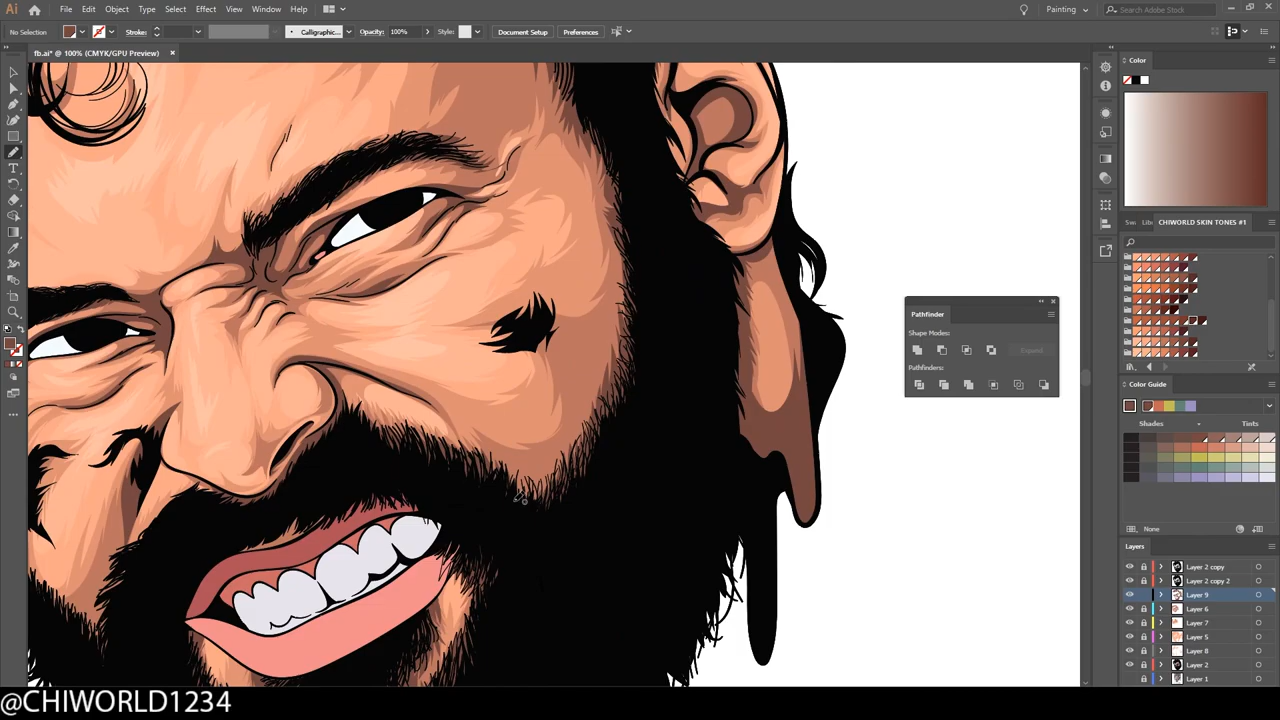 Ai File Edit Object Type Select Effect View Window Help Painting Search Adobe Stock
No Selection Stroke: Calligraphic... Opacity: 100% Style: Document Setup Preferences
fb.ai* @ 100% (CMYK/GPU Preview)
Color
CHIWORLD SKIN TONES #1
Pathfinder
Shape Modes:
Expand
Pathfinders:
Color Guide
Shades Tints
None
Layers
Layer 2 copy
Layer 2 copy 2
Layer 9
Layer 6
Layer 7
Layer 5
Layer 8
Layer 2
Layer 1
@CHIWORLD1234